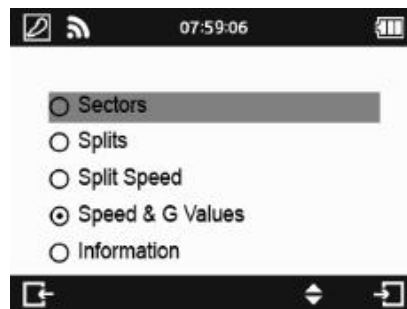 07:59:06
Sectors
Splits
Split Speed
Speed & G Values
Information